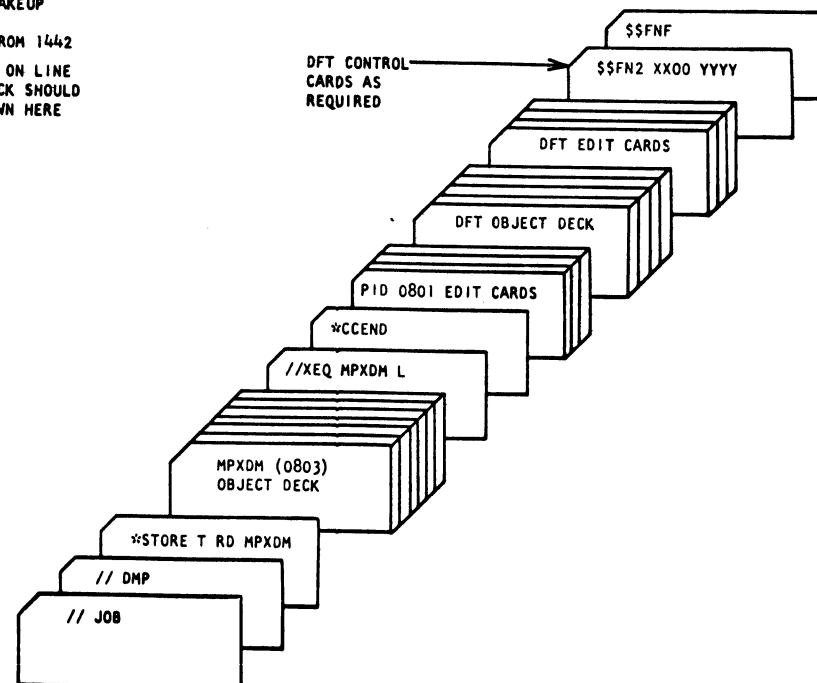 AKEUP
ROM 1442
ON LINE
CK SHOULD
WN HERE
DFT CONTROL
CARDS AS
REQUIRED
$$FNF
$$FN2 XX00 YYYY
DFT EDIT CARDS
DFT OBJECT DECK
PID 0801 EDIT CARDS
*CCEND
//XEQ MPXDM L
MPXDM (0803)
OBJECT DECK
*STORE T RD MPXDM
// DMP
// JOB